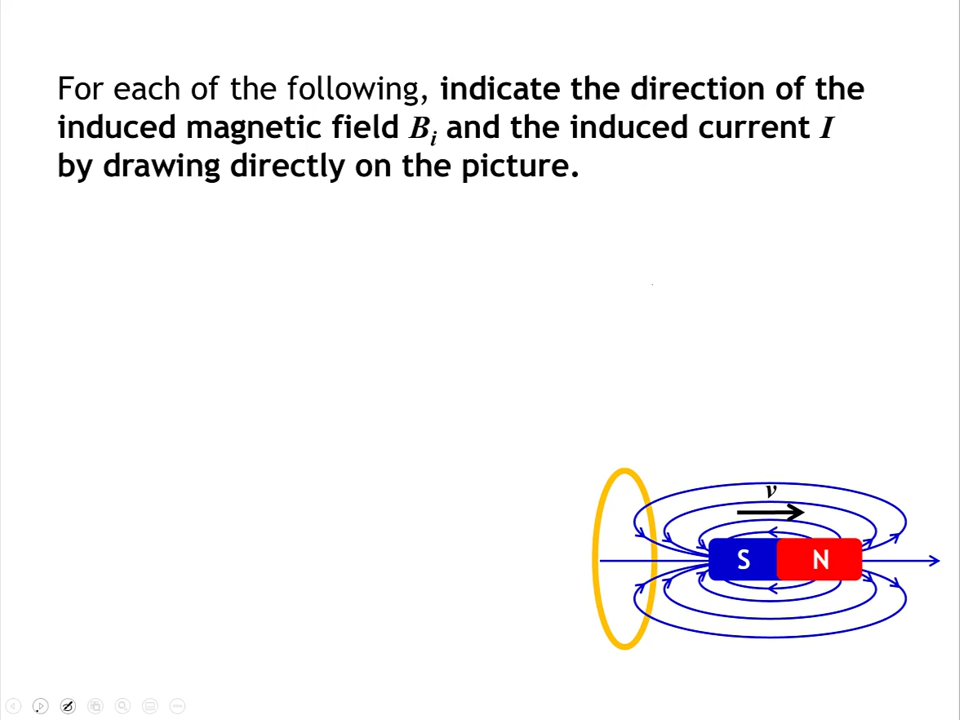 For each of the following, indicate the direction of the
induced magnetic field Bi and the induced current I
by drawing directly on the picture.
v
S N